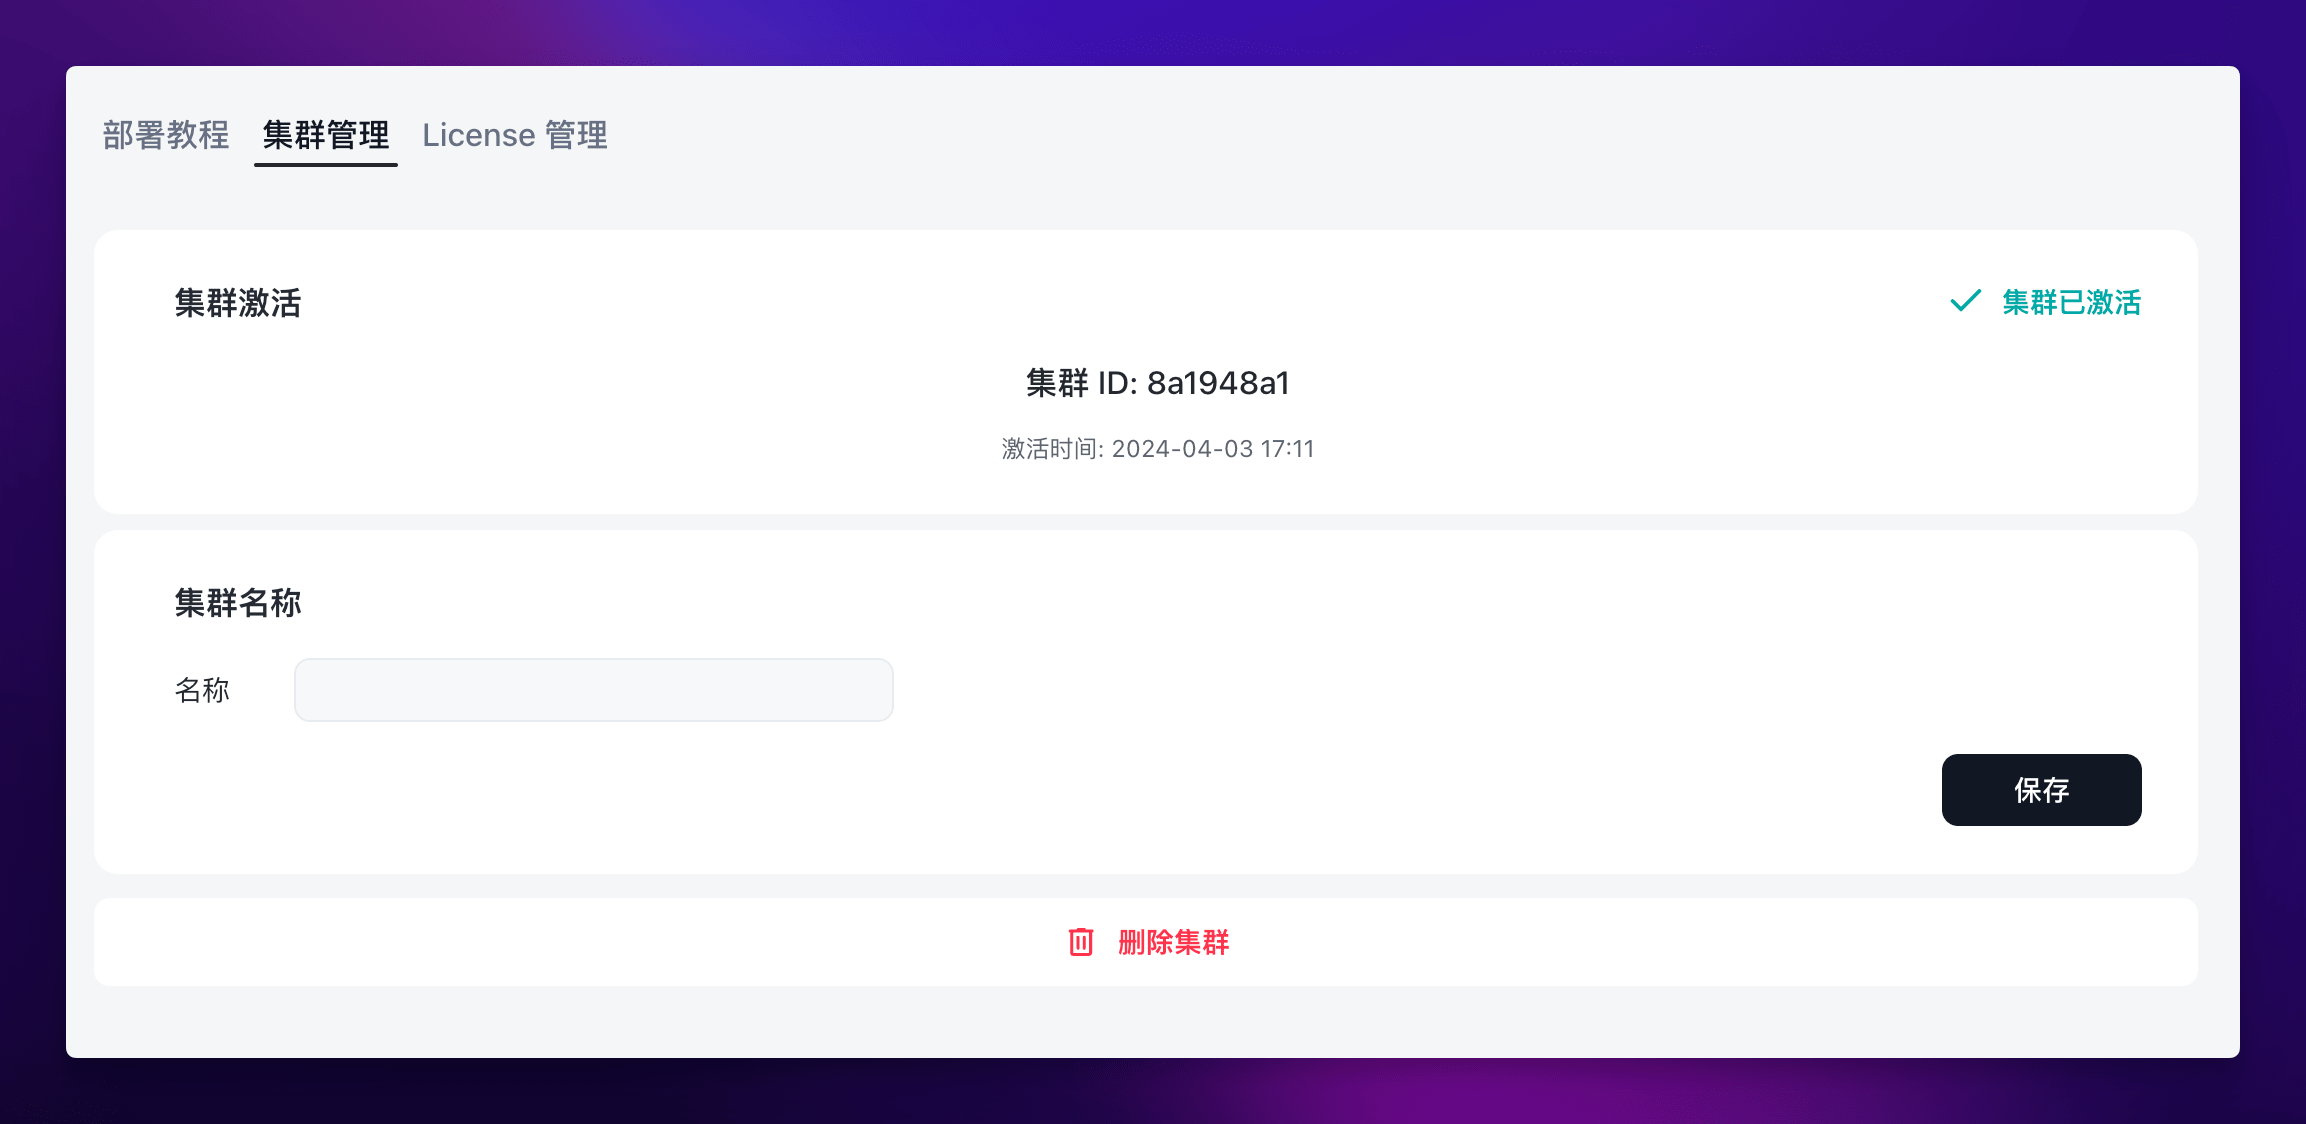 部署教程 集群管理 License 管理
集群激活
集群已激活
集群 ID: 8a1948a1
激活时间: 2024-04-03 17:11
集群名称
名称
保存
删除集群